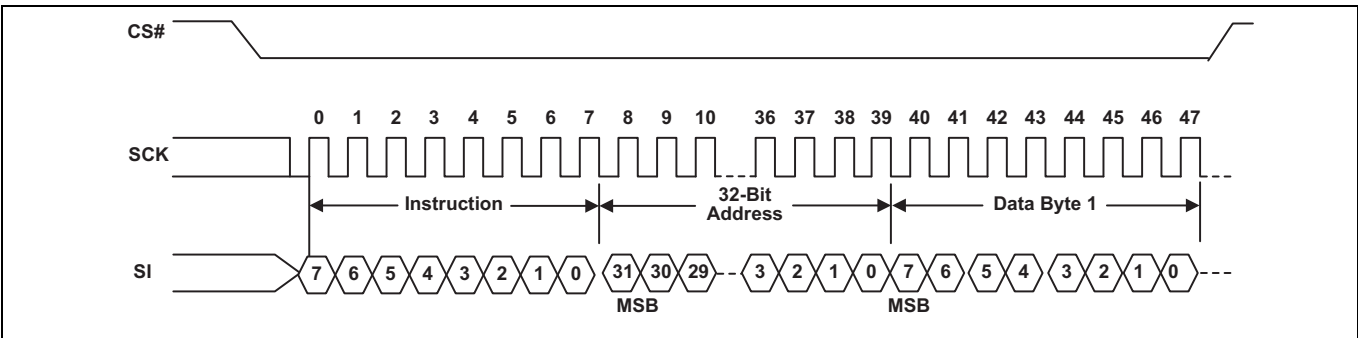 CS#
0 1 2 3 4 5 6 7 8 9 10 36 37 38 39 40 41 42 43 44 45 46 47
SCK
Instruction
32-Bit
Address
Data Byte 1
SI
7 6 5 4 3 2 1 0 31 30 29 3 2 1 0 7 6 5 4 3 2 1 0
MSB MSB